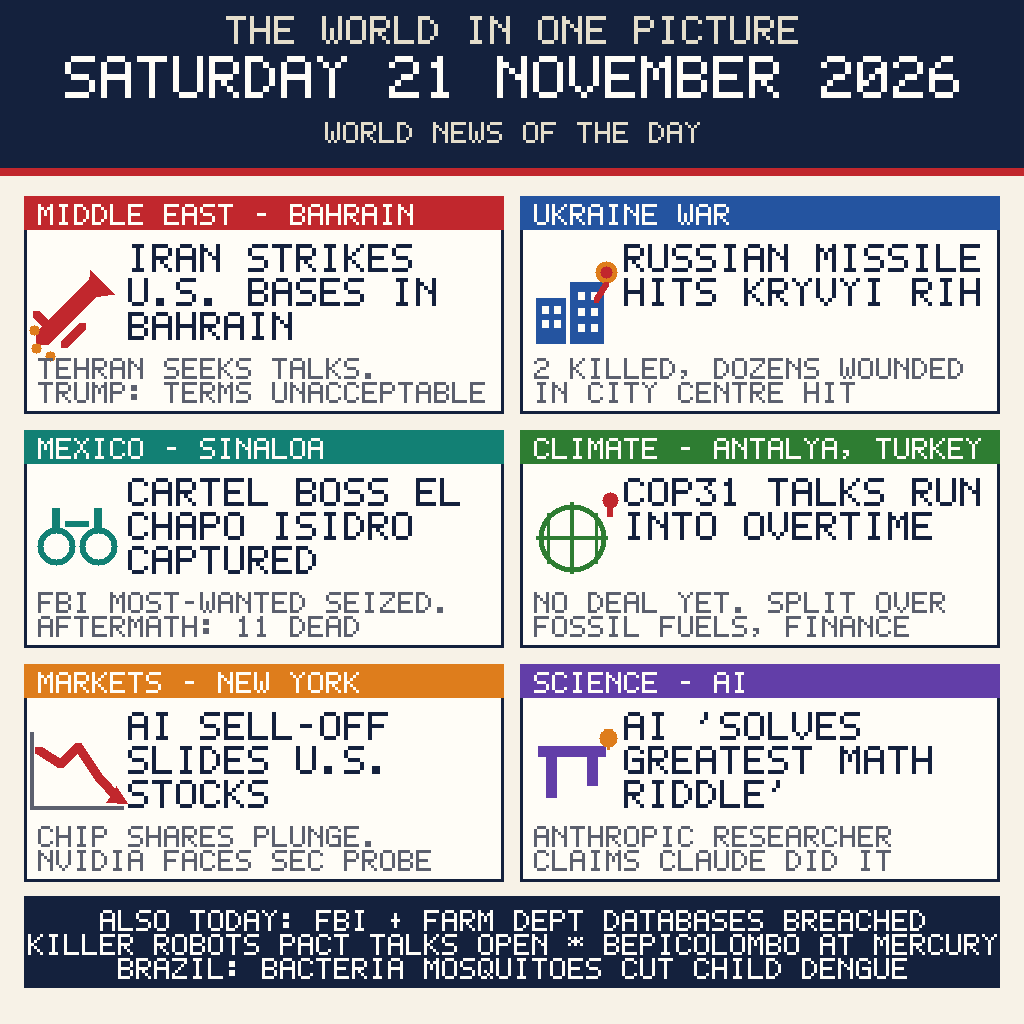 THE WORLD IN ONE PICTURE
SATURDAY 21 NOVEMBER 2026
WORLD NEWS OF THE DAY
MIDDLE EAST - BAHRAIN
IRAN STRIKES
U.S. BASES IN
BAHRAIN
TEHRAN SEEKS TALKS.
TRUMP: TERMS UNACCEPTABLE
UKRAINE WAR
RUSSIAN MISSILE
HITS KRYVYI RIH
2 KILLED, DOZENS WOUNDED
IN CITY CENTRE HIT
MEXICO - SINALOA
CARTEL BOSS EL
CHAPO ISIDRO
CAPTURED
FBI MOST-WANTED SEIZED.
AFTERMATH: 11 DEAD
CLIMATE - ANTALYA, TURKEY
COP31 TALKS RUN
INTO OVERTIME
NO DEAL YET. SPLIT OVER
FOSSIL FUELS, FINANCE
MARKETS - NEW YORK
AI SELL-OFF
SLIDES U.S.
STOCKS
CHIP SHARES PLUNGE.
NVIDIA FACES SEC PROBE
SCIENCE - AI
AI 'SOLVES
GREATEST MATH
RIDDLE'
ANTHROPIC RESEARCHER
CLAIMS CLAUDE DID IT
ALSO TODAY: FBI + FARM DEPT DATABASES BREACHED
KILLER ROBOTS PACT TALKS OPEN * BEPICOLOMBO AT MERCURY
BRAZIL: BACTERIA MOSQUITOES CUT CHILD DENGUE